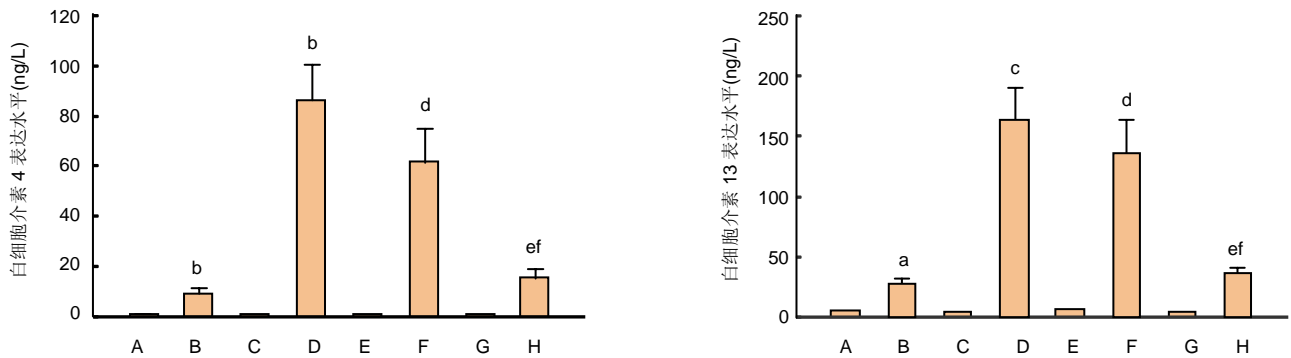 120
100
80
60
40
20
0
白细胞介素 4 表达水平(ng/L)
b
b
d
ef
A B C D E F G H
250
200
150
100
50
0
白细胞介素 13 表达水平(ng/L)
a
c
d
ef
A B C D E F G H